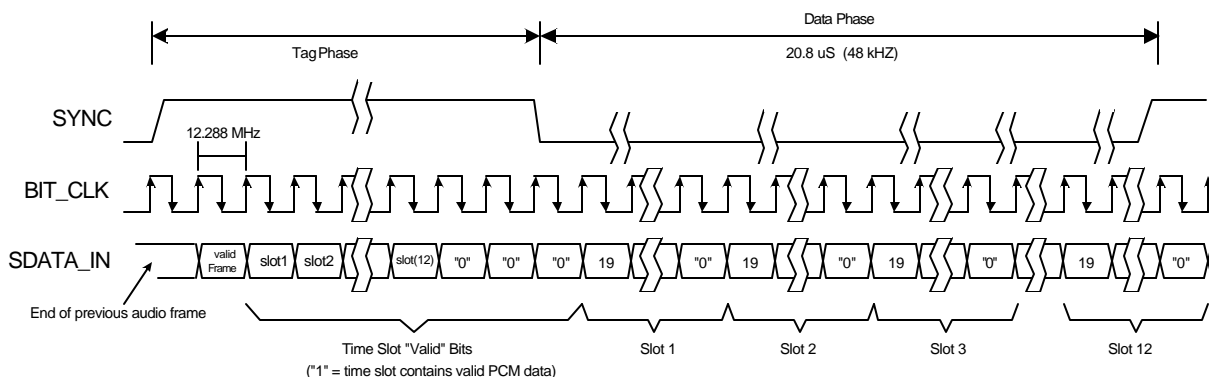 Data Phase
Tag Phase
20.8 uS (48 kHZ)
SYNC
12.288 MHz
BIT_CLK
SDATA_IN
valid
Frame
slot1 slot2 slot(12) "0" "0" "0" 19 "0" 19 "0" 19 "0" 19 "0"
End of previous audio frame
Time Slot "Valid" Bits
("1" = time slot contains valid PCM data)
Slot 1
Slot 2
Slot 3
Slot 12